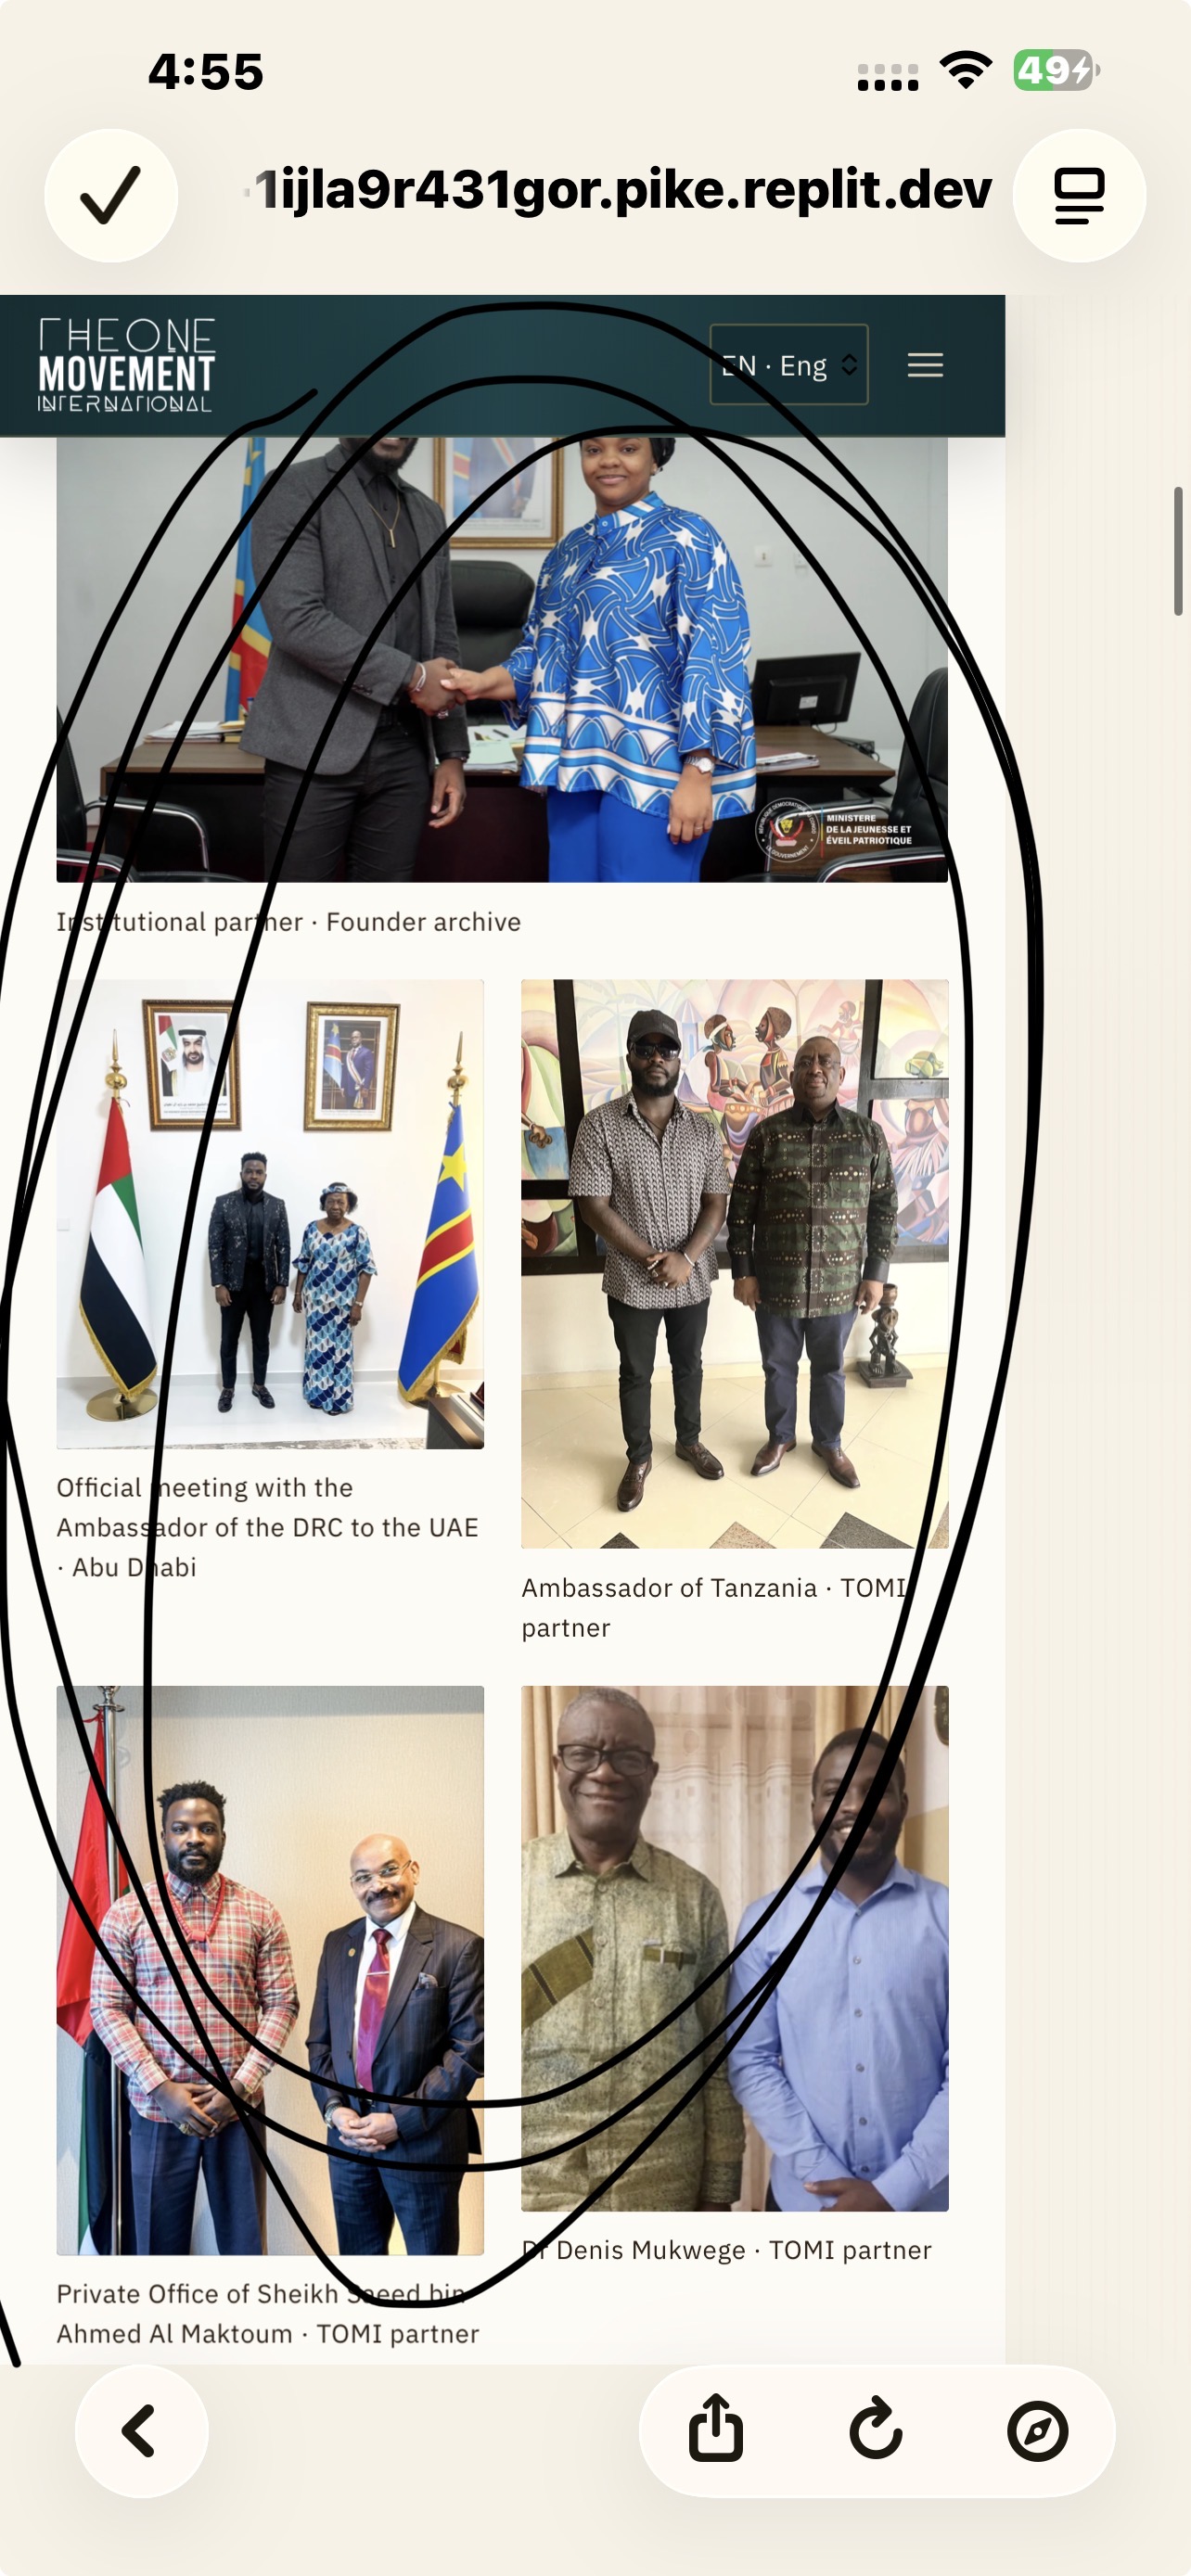 4:55
49
1ijla9r431gor.pike.replit.dev
THE ONE
MOVEMENT
INTERNATIONAL
EN · Eng
MINISTERE
DE LA JEUNESSE ET
ÉVEIL PATRIOTIQUE
Institutional partner · Founder archive
Official meeting with the
Ambassador of the DRC to the UAE
· Abu Dhabi
Ambassador of Tanzania · TOMI
partner
Dr Denis Mukwege · TOMI partner
Private Office of Sheikh Saeed bin
Ahmed Al Maktoum · TOMI partner